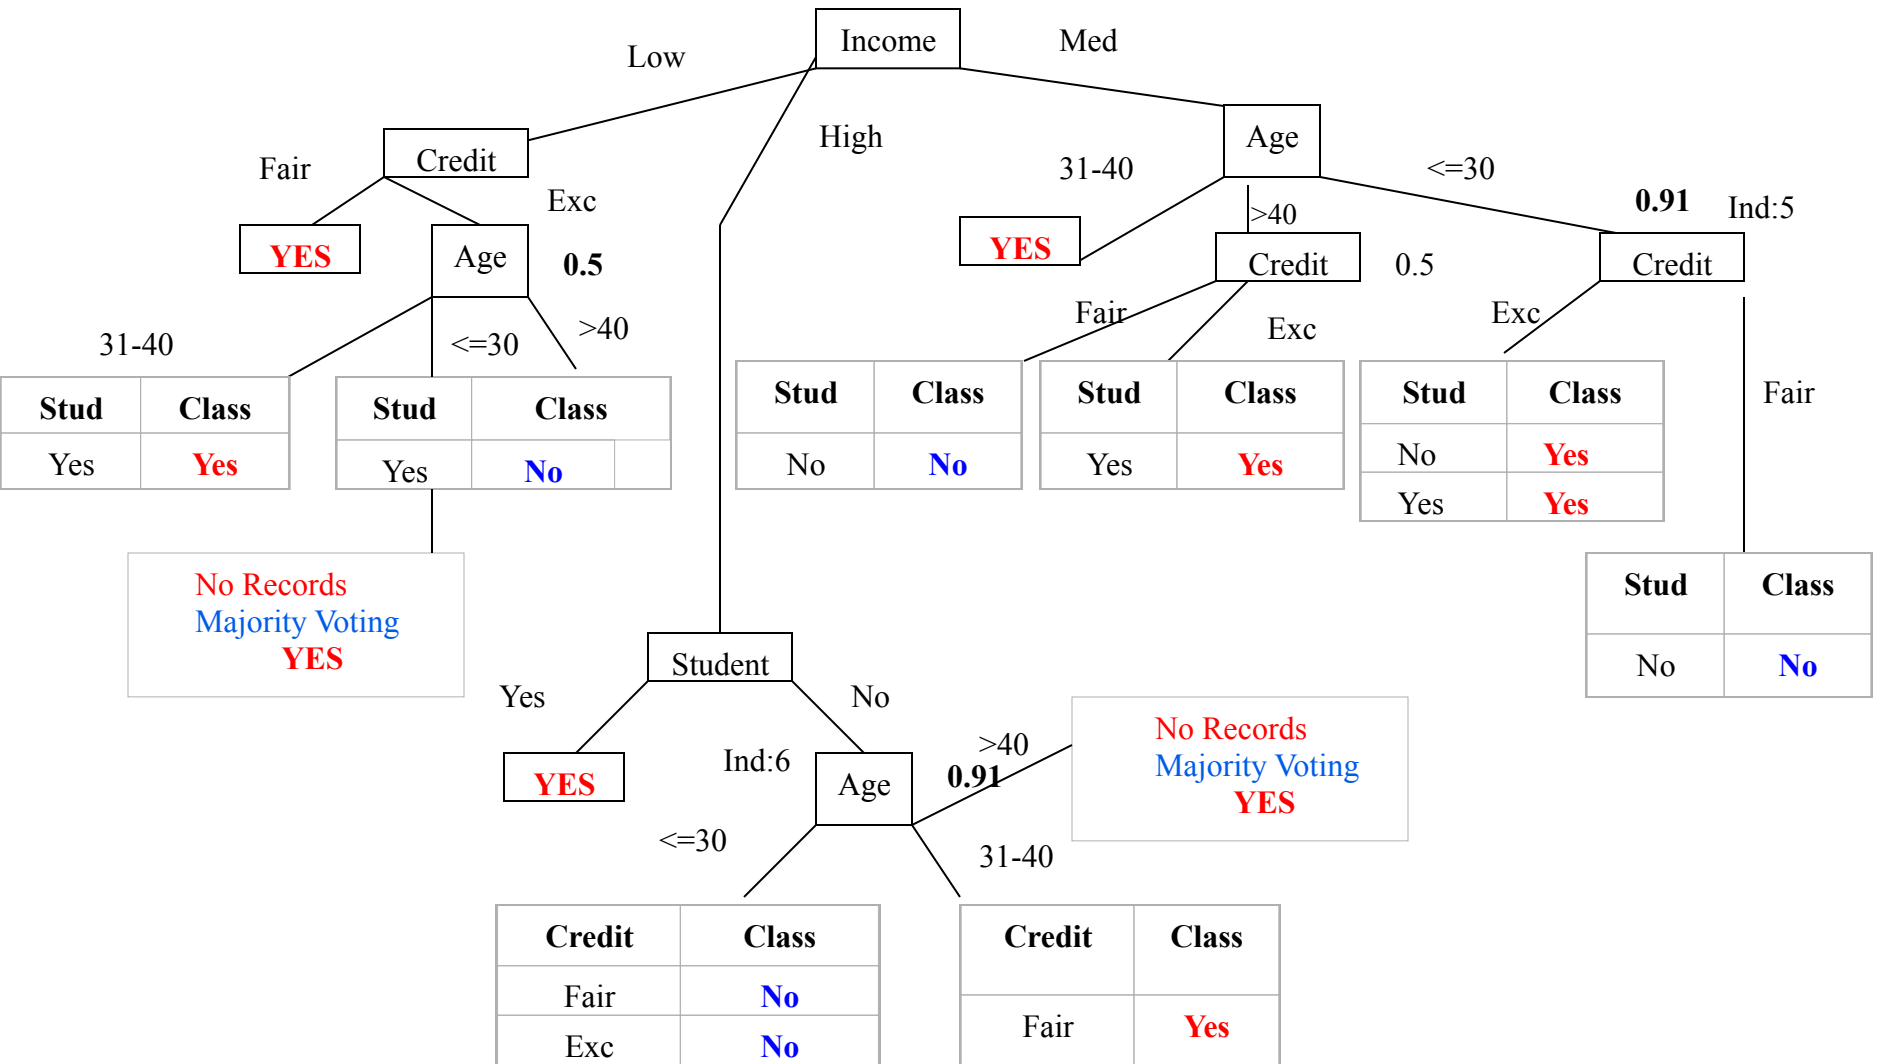 Income
Low
Med
High
Credit
Age
Fair
Exc
31-40
>40
<=30
0.91
Ind:5
YES
Age
0.5
YES
Credit
0.5
Credit
31-40
<=30
>40
Fair
Exc
Exc
Fair
Stud Class
Yes Yes
Stud Class
Yes No
Stud Class
No No
Stud Class
Yes Yes
Stud Class
No Yes
Yes Yes
No Records
Majority Voting
YES
Stud Class
No No
Student
Yes
No
YES
Ind:6
Age
0.91
>40
No Records
Majority Voting
YES
<=30
31-40
Credit Class
Fair No
Exc No
Credit Class
Fair Yes